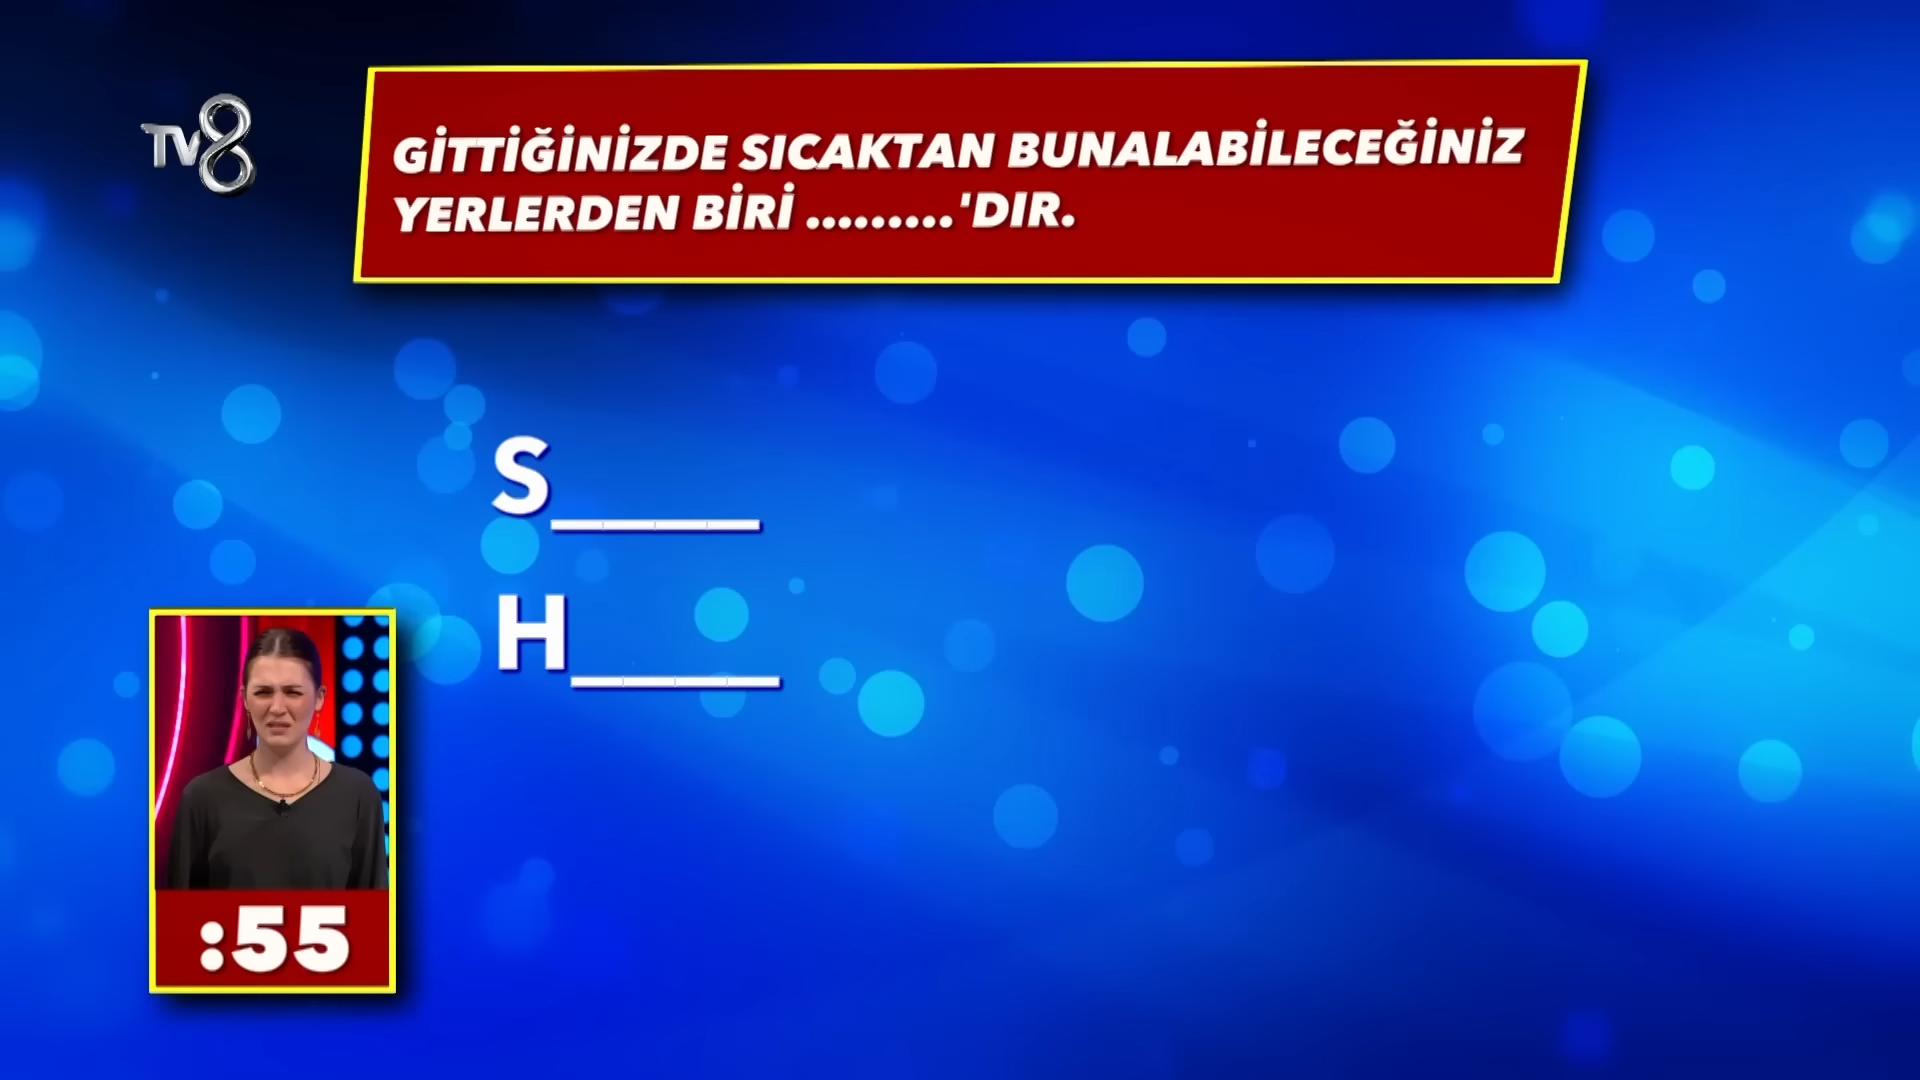 TV8
GİTTİĞİNİZDE SICAKTAN BUNALABİLECEĞİNİZ
YERLERDEN BİRİ .........'DIR.
S____
H____
:55